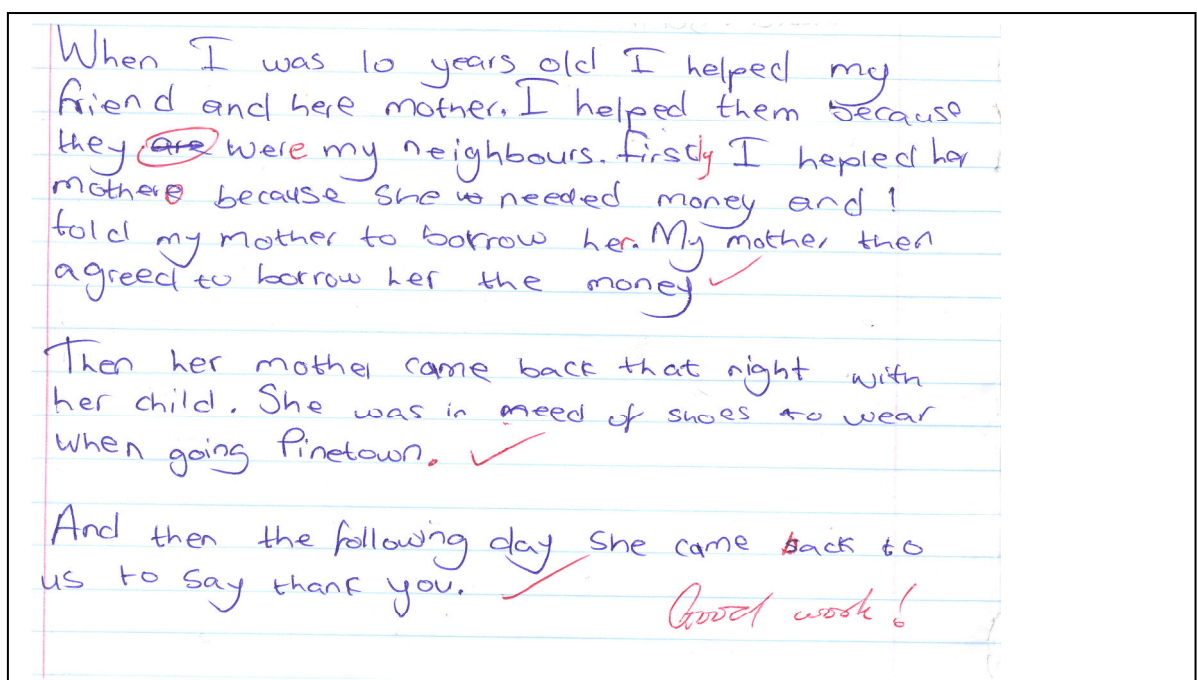 When I was 10 years old I helped my
friend and here mother. I helped them because
they are were my neighbours. firstly I hepled her
mothere because she needed money and I
told my mother to borrow her. My mother then
agreed to borrow her the money
Then her mother came back that night with
her child. She was in need of shoes to wear
when going Pinetown.
And then the following day she came back to
us to say thank you.
Good work!